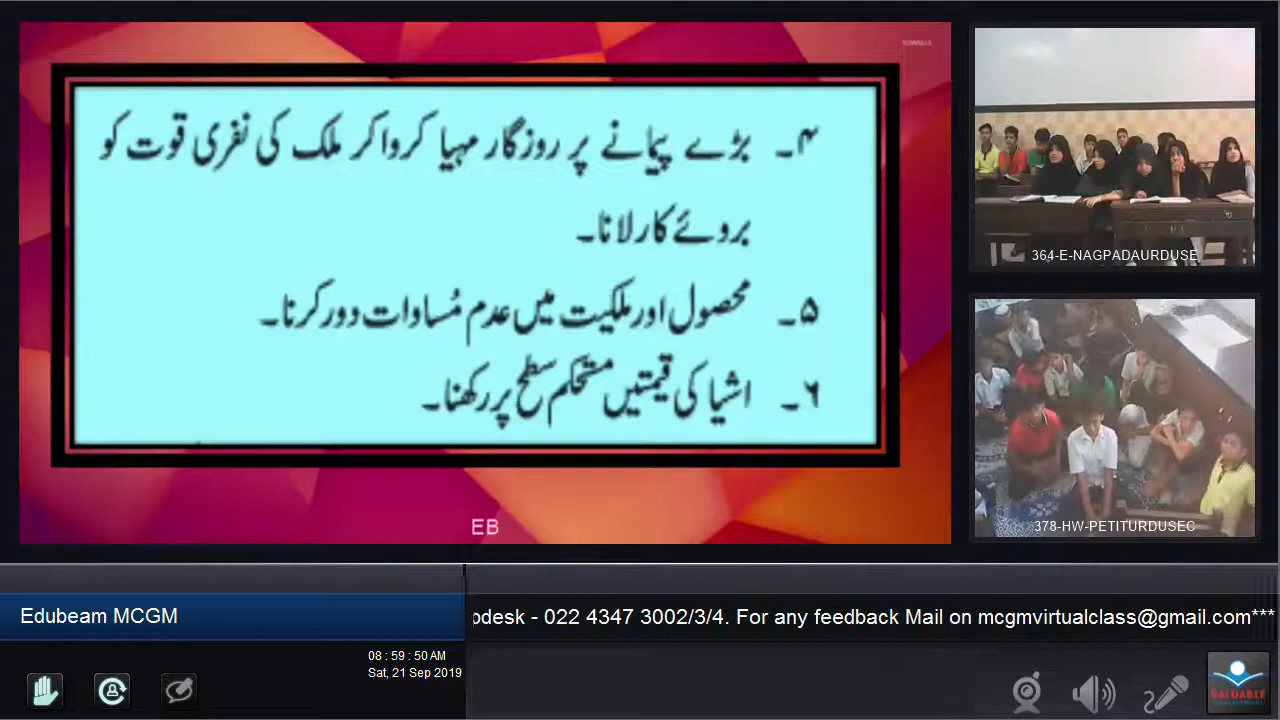 ۴۔ بڑے پیمانے پر روزگار مہیا کرواکر ملک کی نفری قوت کو
بروئے کار لانا۔
۵۔ محصول اور ملکیت میں عدم مُساوات دور کرنا۔
۶۔ اشیا کی قیمتیں مستحکم سطح پر رکھنا۔
EB
364-E-NAGPADAURDUSE
378-HW-PETITURDUSEC
Edubeam MCGM
desk - 022 4347 3002/3/4. For any feedback Mail on mcgmvirtualclass@gmail.com***
08 : 59 : 50 AM
Sat, 21 Sep 2019
VALUABLE